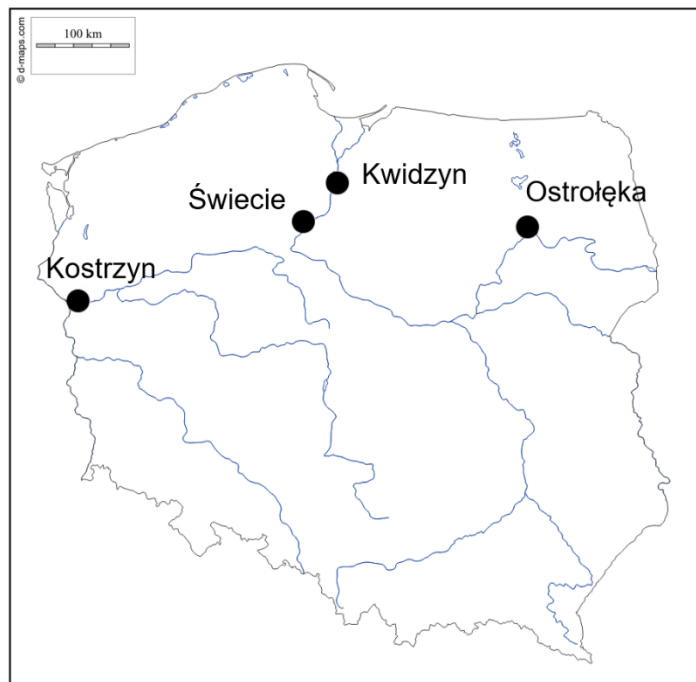 100 km
© d-maps.com
Kwidzyn
Świecie
Ostrołęka
Kostrzyn